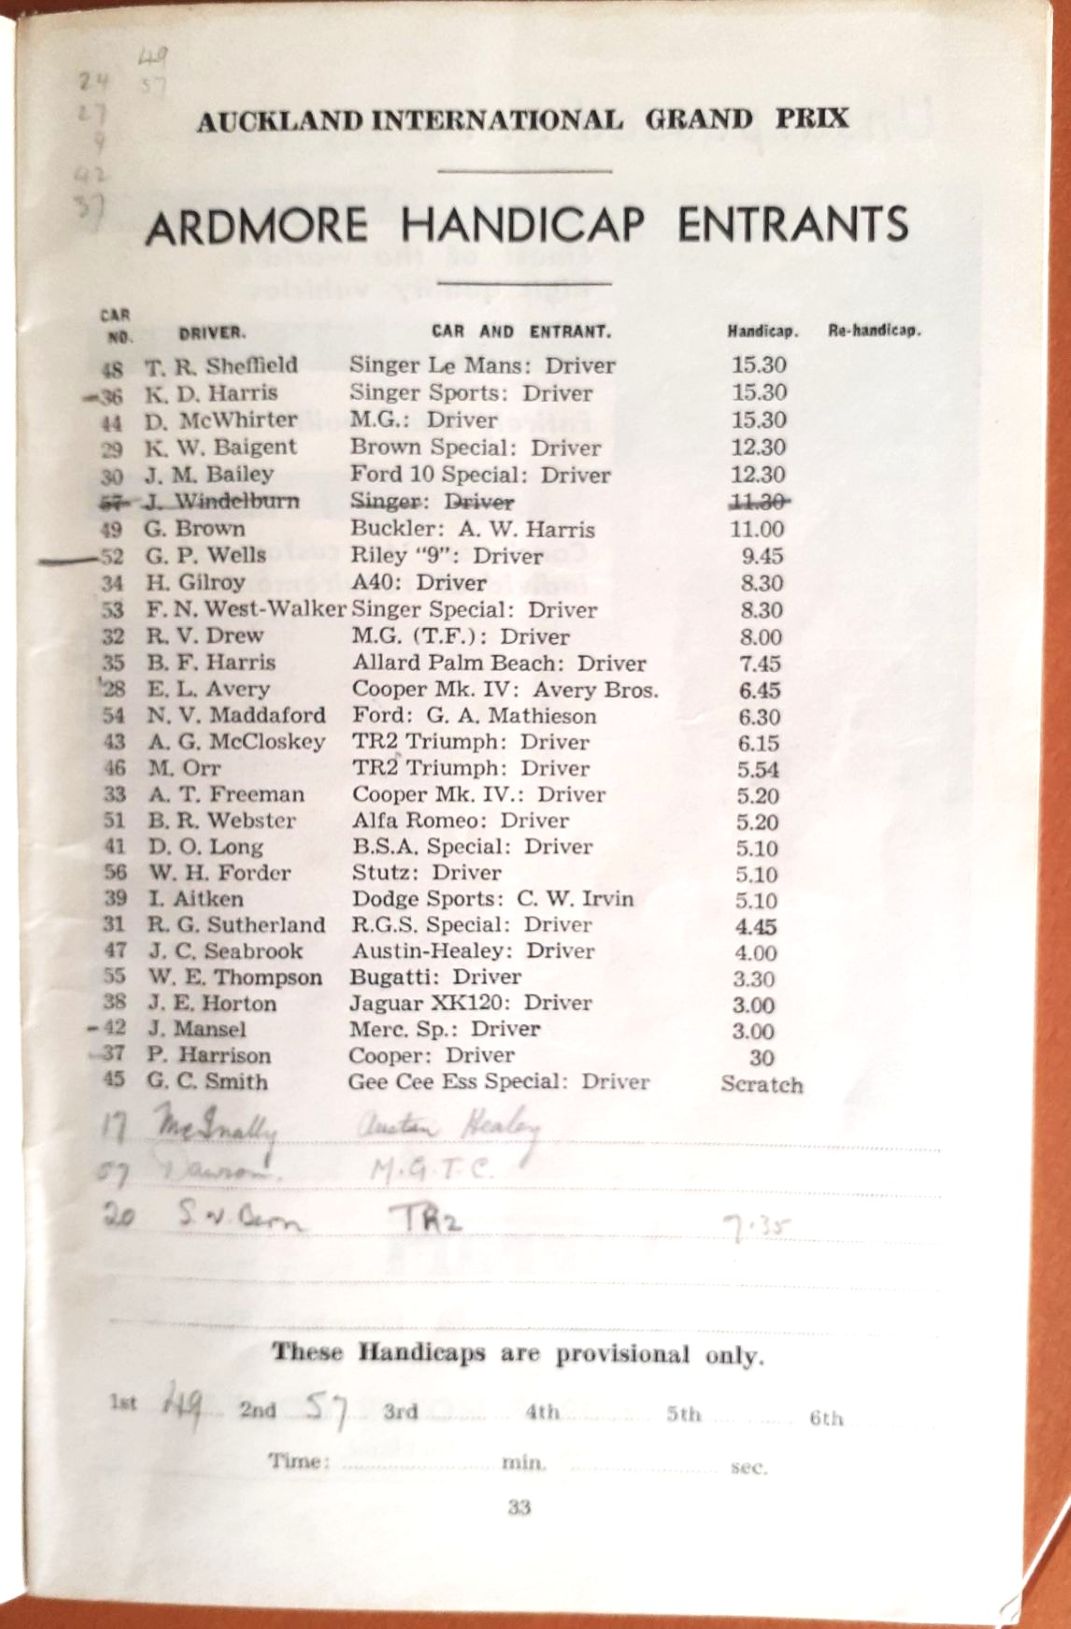 49
24 57
27
9
42
37
AUCKLAND INTERNATIONAL GRAND PRIX
ARDMORE HANDICAP ENTRANTS
CAR NO. DRIVER. CAR AND ENTRANT. Handicap. Re-handicap.
48 T. R. Sheffield Singer Le Mans: Driver 15.30
-36 K. D. Harris Singer Sports: Driver 15.30
44 D. McWhirter M.G.: Driver 15.30
29 K. W. Baigent Brown Special: Driver 12.30
30 J. M. Bailey Ford 10 Special: Driver 12.30
57 J. Windelburn Singer: Driver 11.30
49 G. Brown Buckler: A. W. Harris 11.00
52 G. P. Wells Riley "9": Driver 9.45
34 H. Gilroy A40: Driver 8.30
53 F. N. West-Walker Singer Special: Driver 8.30
32 R. V. Drew M.G. (T.F.): Driver 8.00
35 B. F. Harris Allard Palm Beach: Driver 7.45
28 E. L. Avery Cooper Mk. IV: Avery Bros. 6.45
54 N. V. Maddaford Ford: G. A. Mathieson 6.30
43 A. G. McCloskey TR2 Triumph: Driver 6.15
46 M. Orr TR2 Triumph: Driver 5.54
33 A. T. Freeman Cooper Mk. IV.: Driver 5.20
51 B. R. Webster Alfa Romeo: Driver 5.20
41 D. O. Long B.S.A. Special: Driver 5.10
56 W. H. Forder Stutz: Driver 5.10
39 I. Aitken Dodge Sports: C. W. Irvin 5.10
31 R. G. Sutherland R.G.S. Special: Driver 4.45
47 J. C. Seabrook Austin-Healey: Driver 4.00
55 W. E. Thompson Bugatti: Driver 3.30
38 J. E. Horton Jaguar XK120: Driver 3.00
-42 J. Mansel Merc. Sp.: Driver 3.00
37 P. Harrison Cooper: Driver 30
45 G. C. Smith Gee Cee Ess Special: Driver Scratch
17 Austin Healey
57 Dawson. M.G.T.C.
20 TR2 7.35
These Handicaps are provisional only.
1st 49 2nd 57 3rd 4th 5th 6th
Time: min. sec.
33